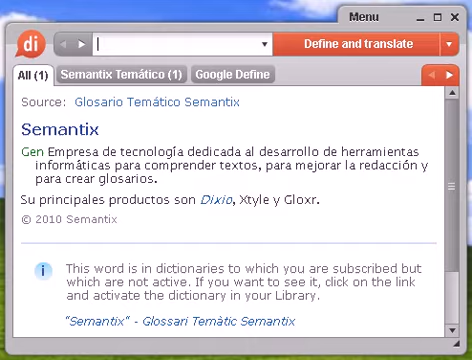 Menu
di
Define and translate
All (1)
Semantix Temático (1)
Google Define
Source: Glosario Temático Semantix
Semantix
Gen Empresa de tecnología dedicada al desarrollo de herramientas
informáticas para comprender textos, para mejorar la redacción y
para crear glosarios.
Su principales productos son Dixio, Xtyle y Gloxr.
© 2010 Semantix
i
This word is in dictionaries to which you are subscribed but
which are not active. If you want to see it, click on the link
and activate the dictionary in your Library.
"Semantix" - Glossari Temàtic Semantix